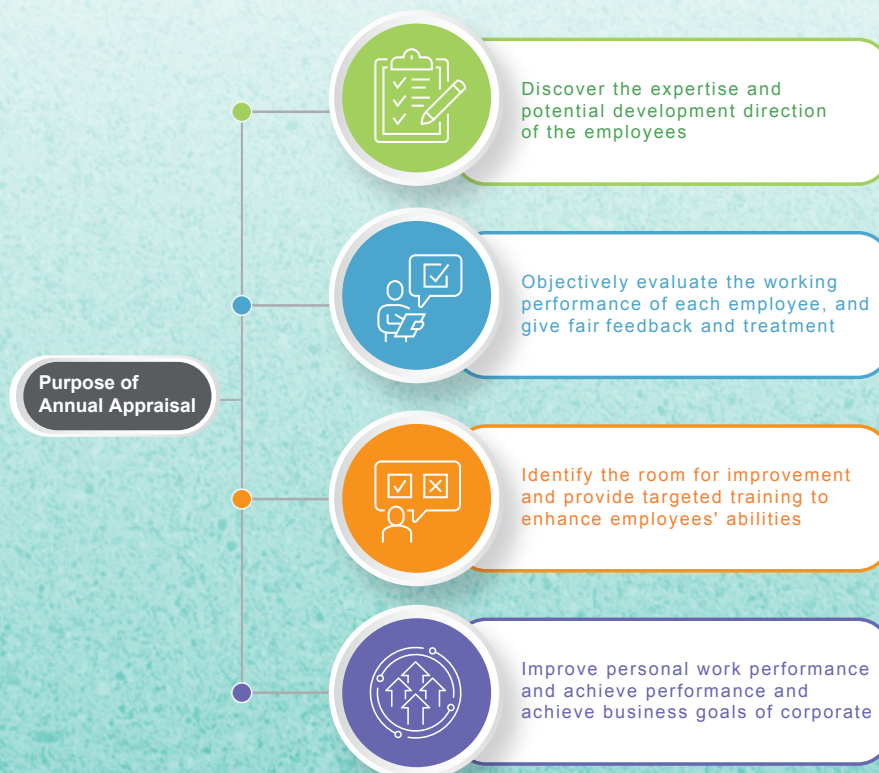 Discover the expertise and
potential development direction
of the employees
Objectively evaluate the working
performance of each employee, and
give fair feedback and treatment
Purpose of
Annual Appraisal
Identify the room for improvement
and provide targeted training to
enhance employees' abilities
Improve personal work performance
and achieve performance and
achieve business goals of corporate